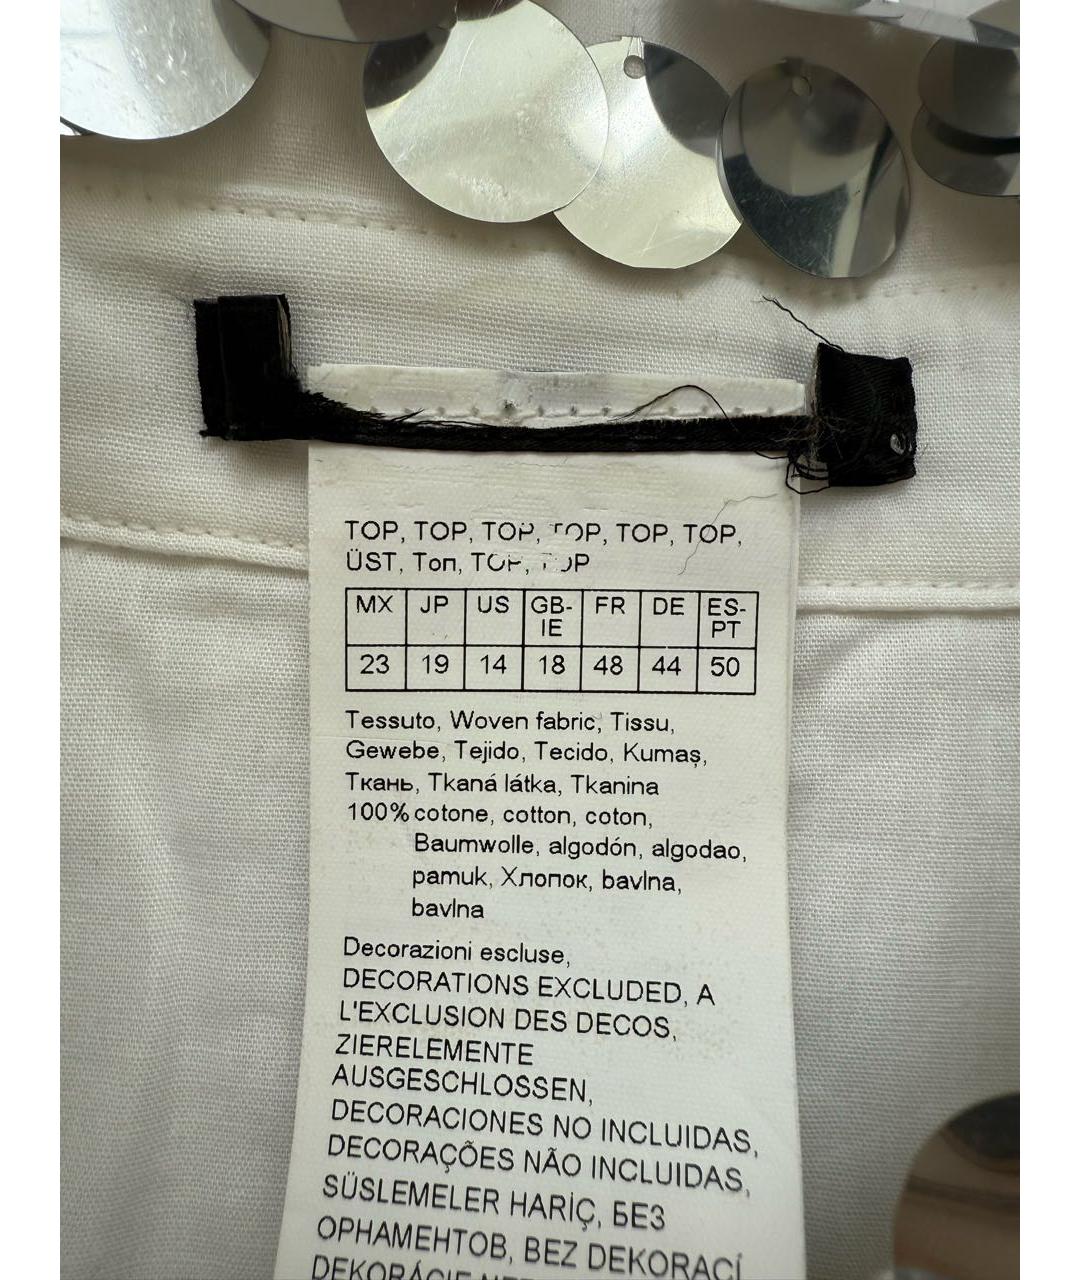 TOP, TOP, TOP, TOP, TOP, TOP,
ÜST, Топ, TOP, TOP
MX JP US GB-IE FR DE ES-PT
23 19 14 18 48 44 50
Tessuto, Woven fabric, Tissu,
Gewebe, Tejido, Tecido, Kumaş,
Ткань, Tkaná látka, Tkanina
100% cotone, cotton, coton,
Baumwolle, algodón, algodao,
pamuk, Хлопок, bavlna,
bavlna
Decorazioni escluse,
DECORATIONS EXCLUDED, A
L'EXCLUSION DES DECOS,
ZIERELEMENTE
AUSGESCHLOSSEN,
DECORACIONES NO INCLUIDAS,
DECORAÇÕES NÃO INCLUIDAS,
SÜSLEMELER HARİÇ, БЕЗ
ОРНАМЕНТОВ, BEZ DEKORACÍ
DEKORÁCIE